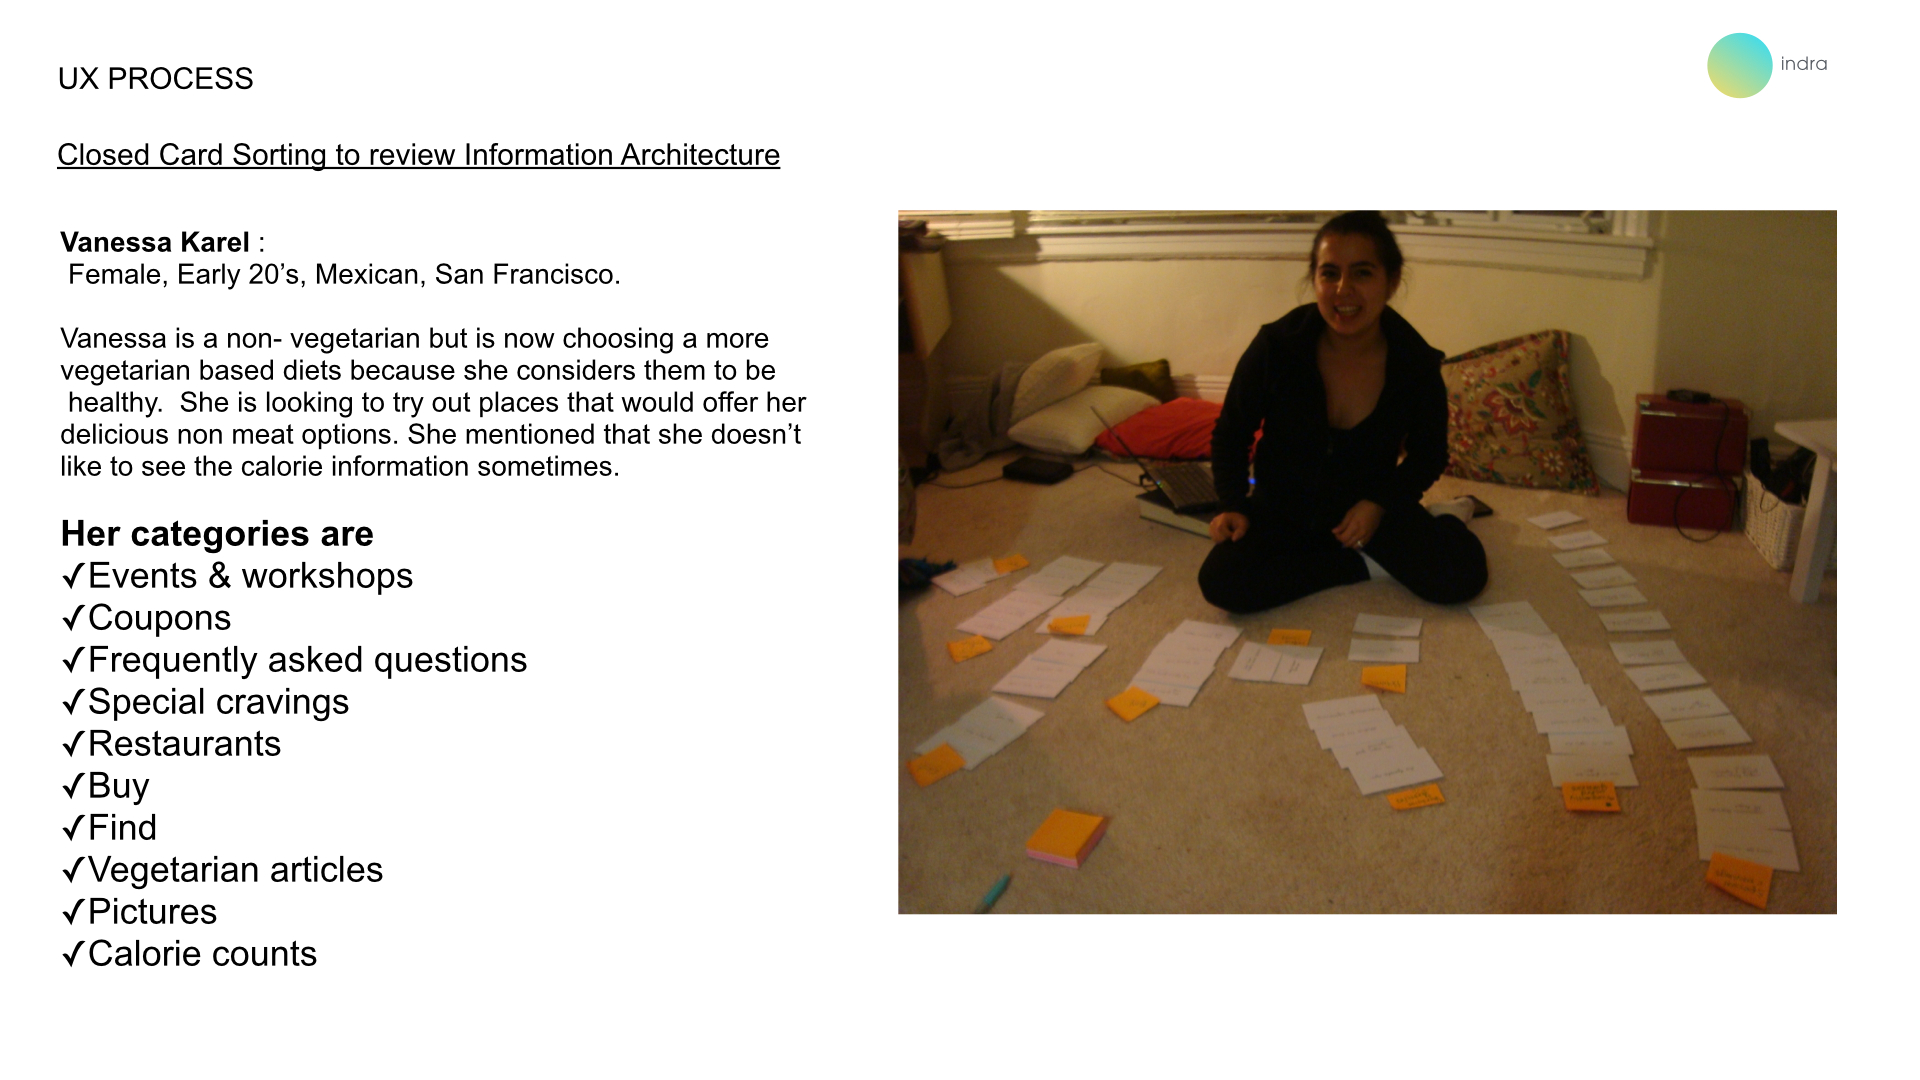 UX PROCESS
indra
Closed Card Sorting to review Information Architecture
Vanessa Karel :
Female, Early 20’s, Mexican, San Francisco.
Vanessa is a non- vegetarian but is now choosing a more
vegetarian based diets because she considers them to be
healthy.  She is looking to try out places that would offer her
delicious non meat options. She mentioned that she doesn’t
like to see the calorie information sometimes.
Her categories are
✓Events & workshops
✓Coupons
✓Frequently asked questions
✓Special cravings
✓Restaurants
✓Buy
✓Find
✓Vegetarian articles
✓Pictures
✓Calorie counts